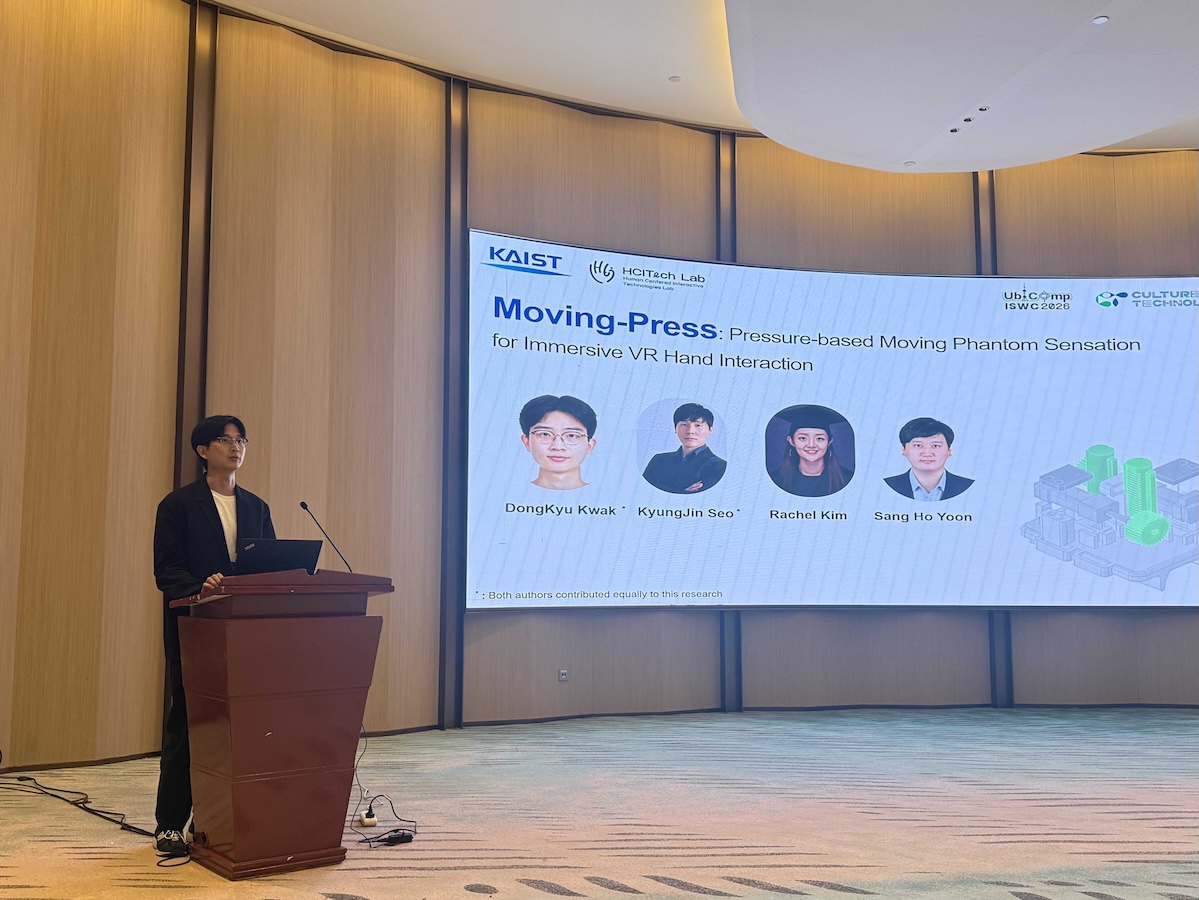 KAIST
HCITech Lab
Human Centered Interactive
Technologies Lab
UbiComp
ISWC 2026
CULTURE
TECHNOL
Moving-Press: Pressure-based Moving Phantom Sensation
for Immersive VR Hand Interaction
DongKyu Kwak *
KyungJin Seo *
Rachel Kim
Sang Ho Yoon
* : Both authors contributed equally to this research